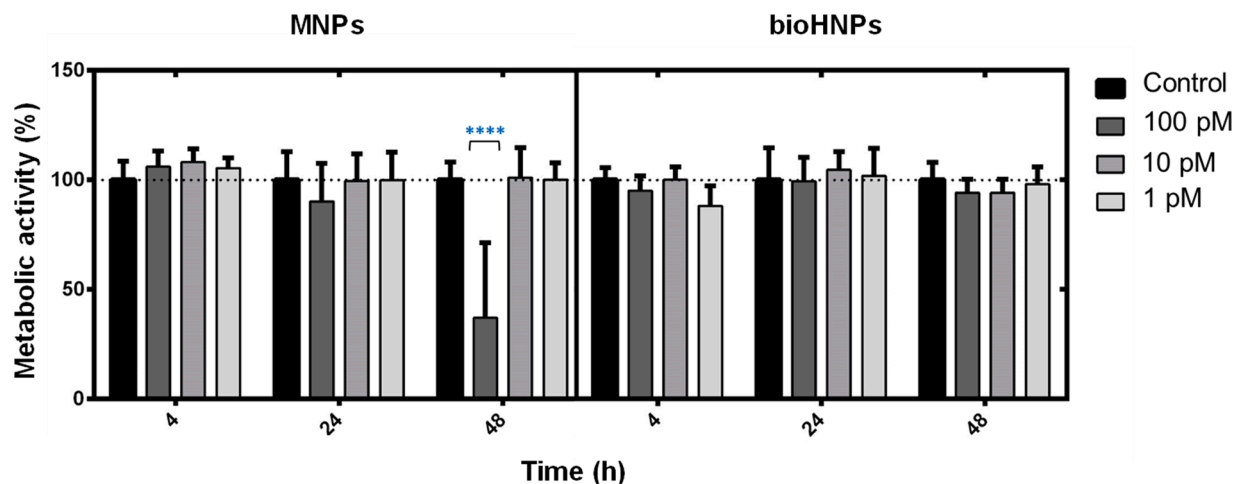 MNPs bioHNPs
150
100
50
0
Metabolic activity (%)
****
Control
100 pM
10 pM
1 pM
4 24 48 4 24 48
Time (h)